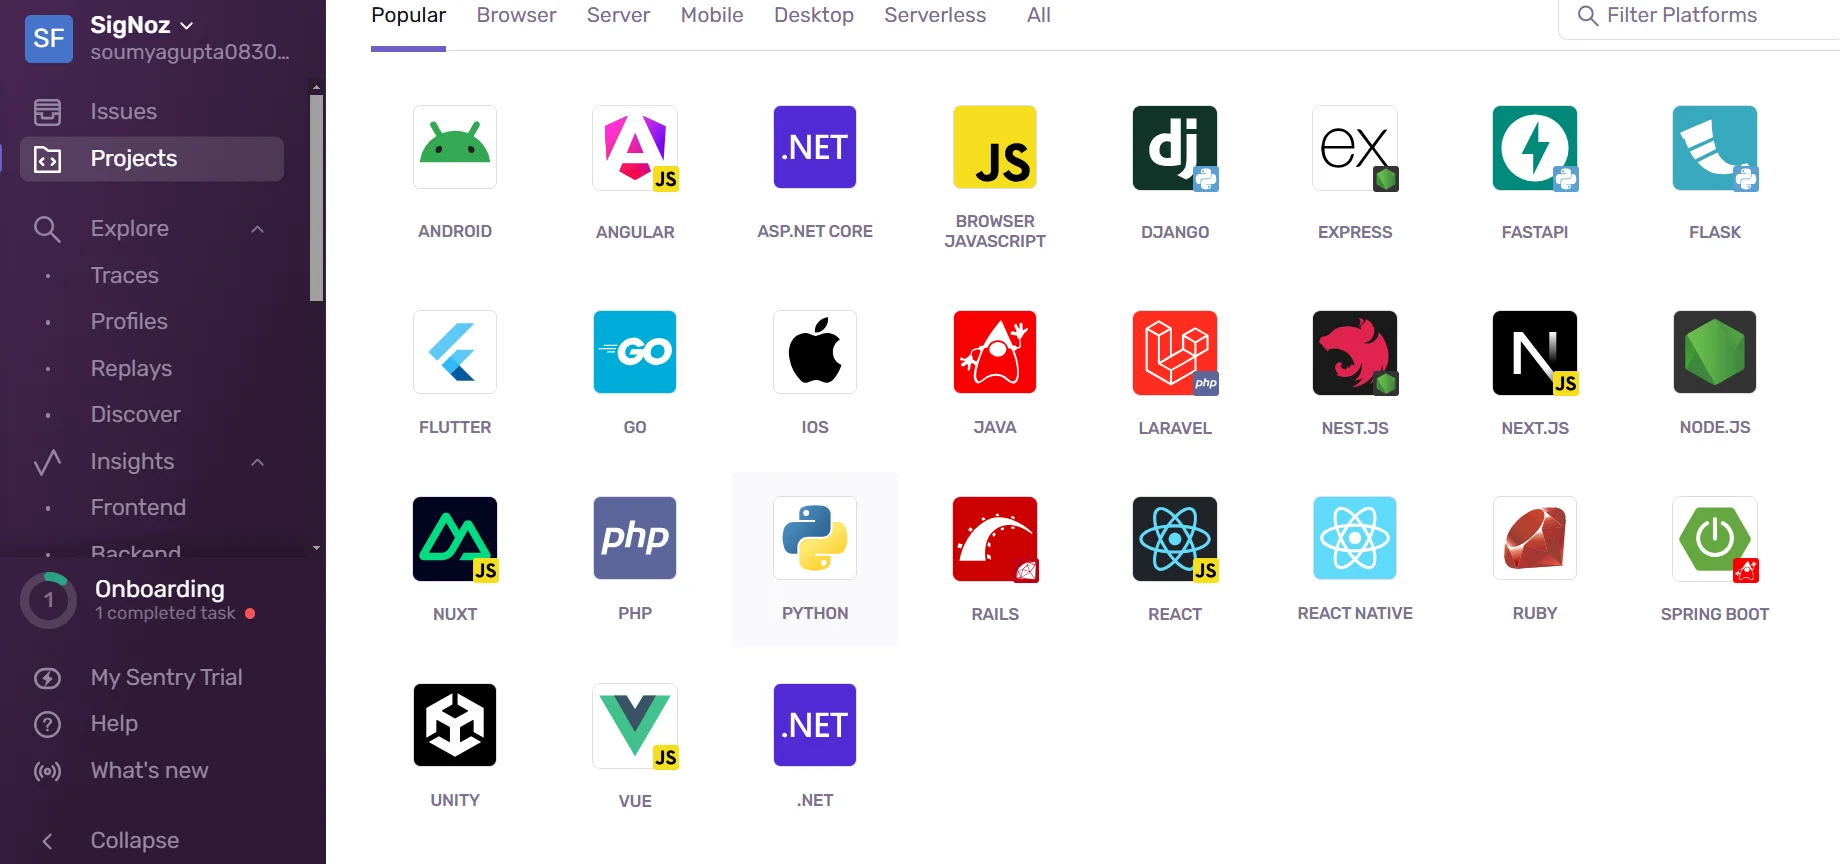 SF
SigNoz
soumyagupta0830...
Issues
Projects
Explore
Traces
Profiles
Replays
Discover
Insights
Frontend
Backend
1
Onboarding
1 completed task
My Sentry Trial
Help
What's new
Collapse
Popular Browser Server Mobile Desktop Serverless All
Filter Platforms
JS
.NET
JS
dj
ex
ANDROID
ANGULAR
ASP.NET CORE
BROWSER
JAVASCRIPT
DJANGO
EXPRESS
FASTAPI
FLASK
GO
php
N
JS
FLUTTER
GO
IOS
JAVA
LARAVEL
NEST.JS
NEXT.JS
NODE.JS
JS
php
JS
NUXT
PHP
PYTHON
RAILS
REACT
REACT NATIVE
RUBY
SPRING BOOT
JS
.NET
UNITY
VUE
.NET